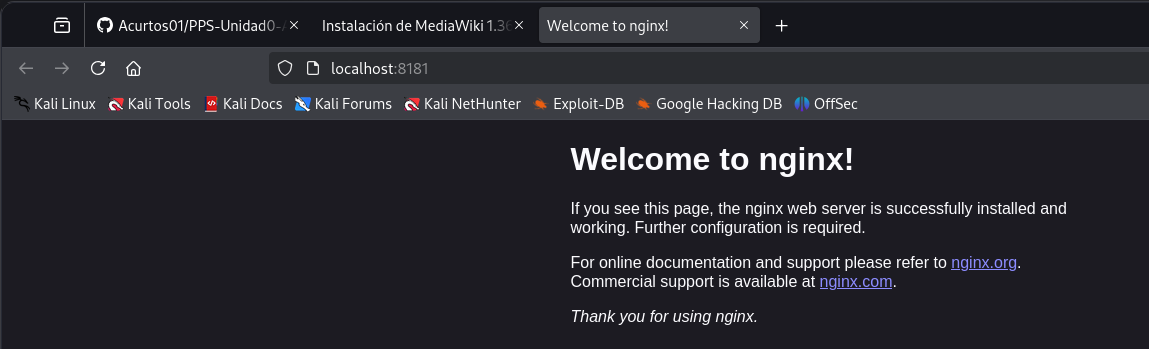 Acurtos01/PPS-Unidad0-
Instalación de MediaWiki 1.36
Welcome to nginx!
localhost:8181
Kali Linux
Kali Tools
Kali Docs
Kali Forums
Kali NetHunter
Exploit-DB
Google Hacking DB
OffSec
Welcome to nginx!
If you see this page, the nginx web server is successfully installed and
working. Further configuration is required.
For online documentation and support please refer to nginx.org.
Commercial support is available at nginx.com.
Thank you for using nginx.